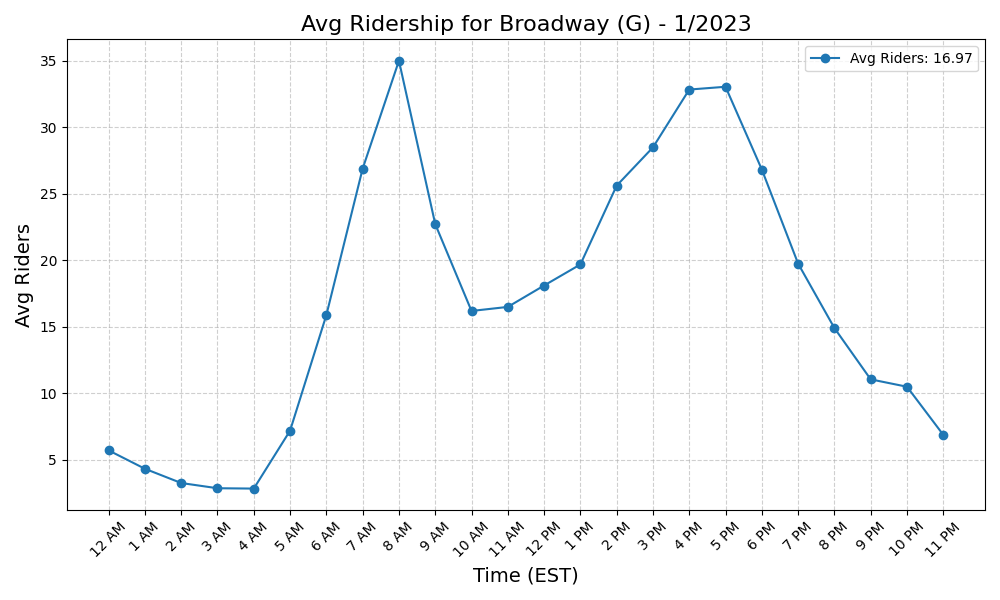 Avg Ridership for Broadway (G) - 1/2023
Avg Riders: 16.97
Avg Riders
35
30
25
20
15
10
5
12 AM
1 AM
2 AM
3 AM
4 AM
5 AM
6 AM
7 AM
8 AM
9 AM
10 AM
11 AM
12 PM
1 PM
2 PM
3 PM
4 PM
5 PM
6 PM
7 PM
8 PM
9 PM
10 PM
11 PM
Time (EST)